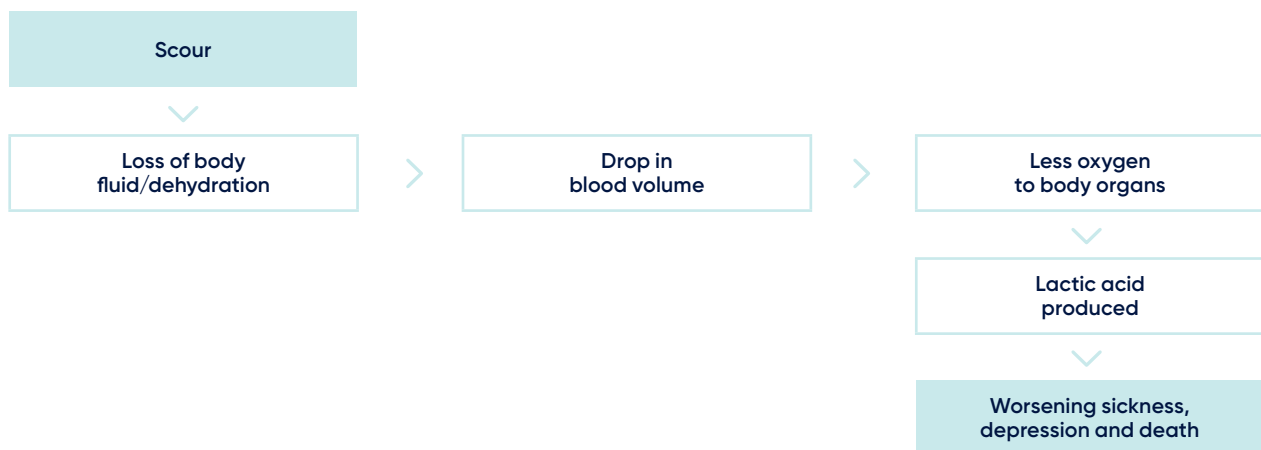 Scour
Loss of body
fluid/dehydration
Drop in
blood volume
Less oxygen
to body organs
Lactic acid
produced
Worsening sickness,
depression and death